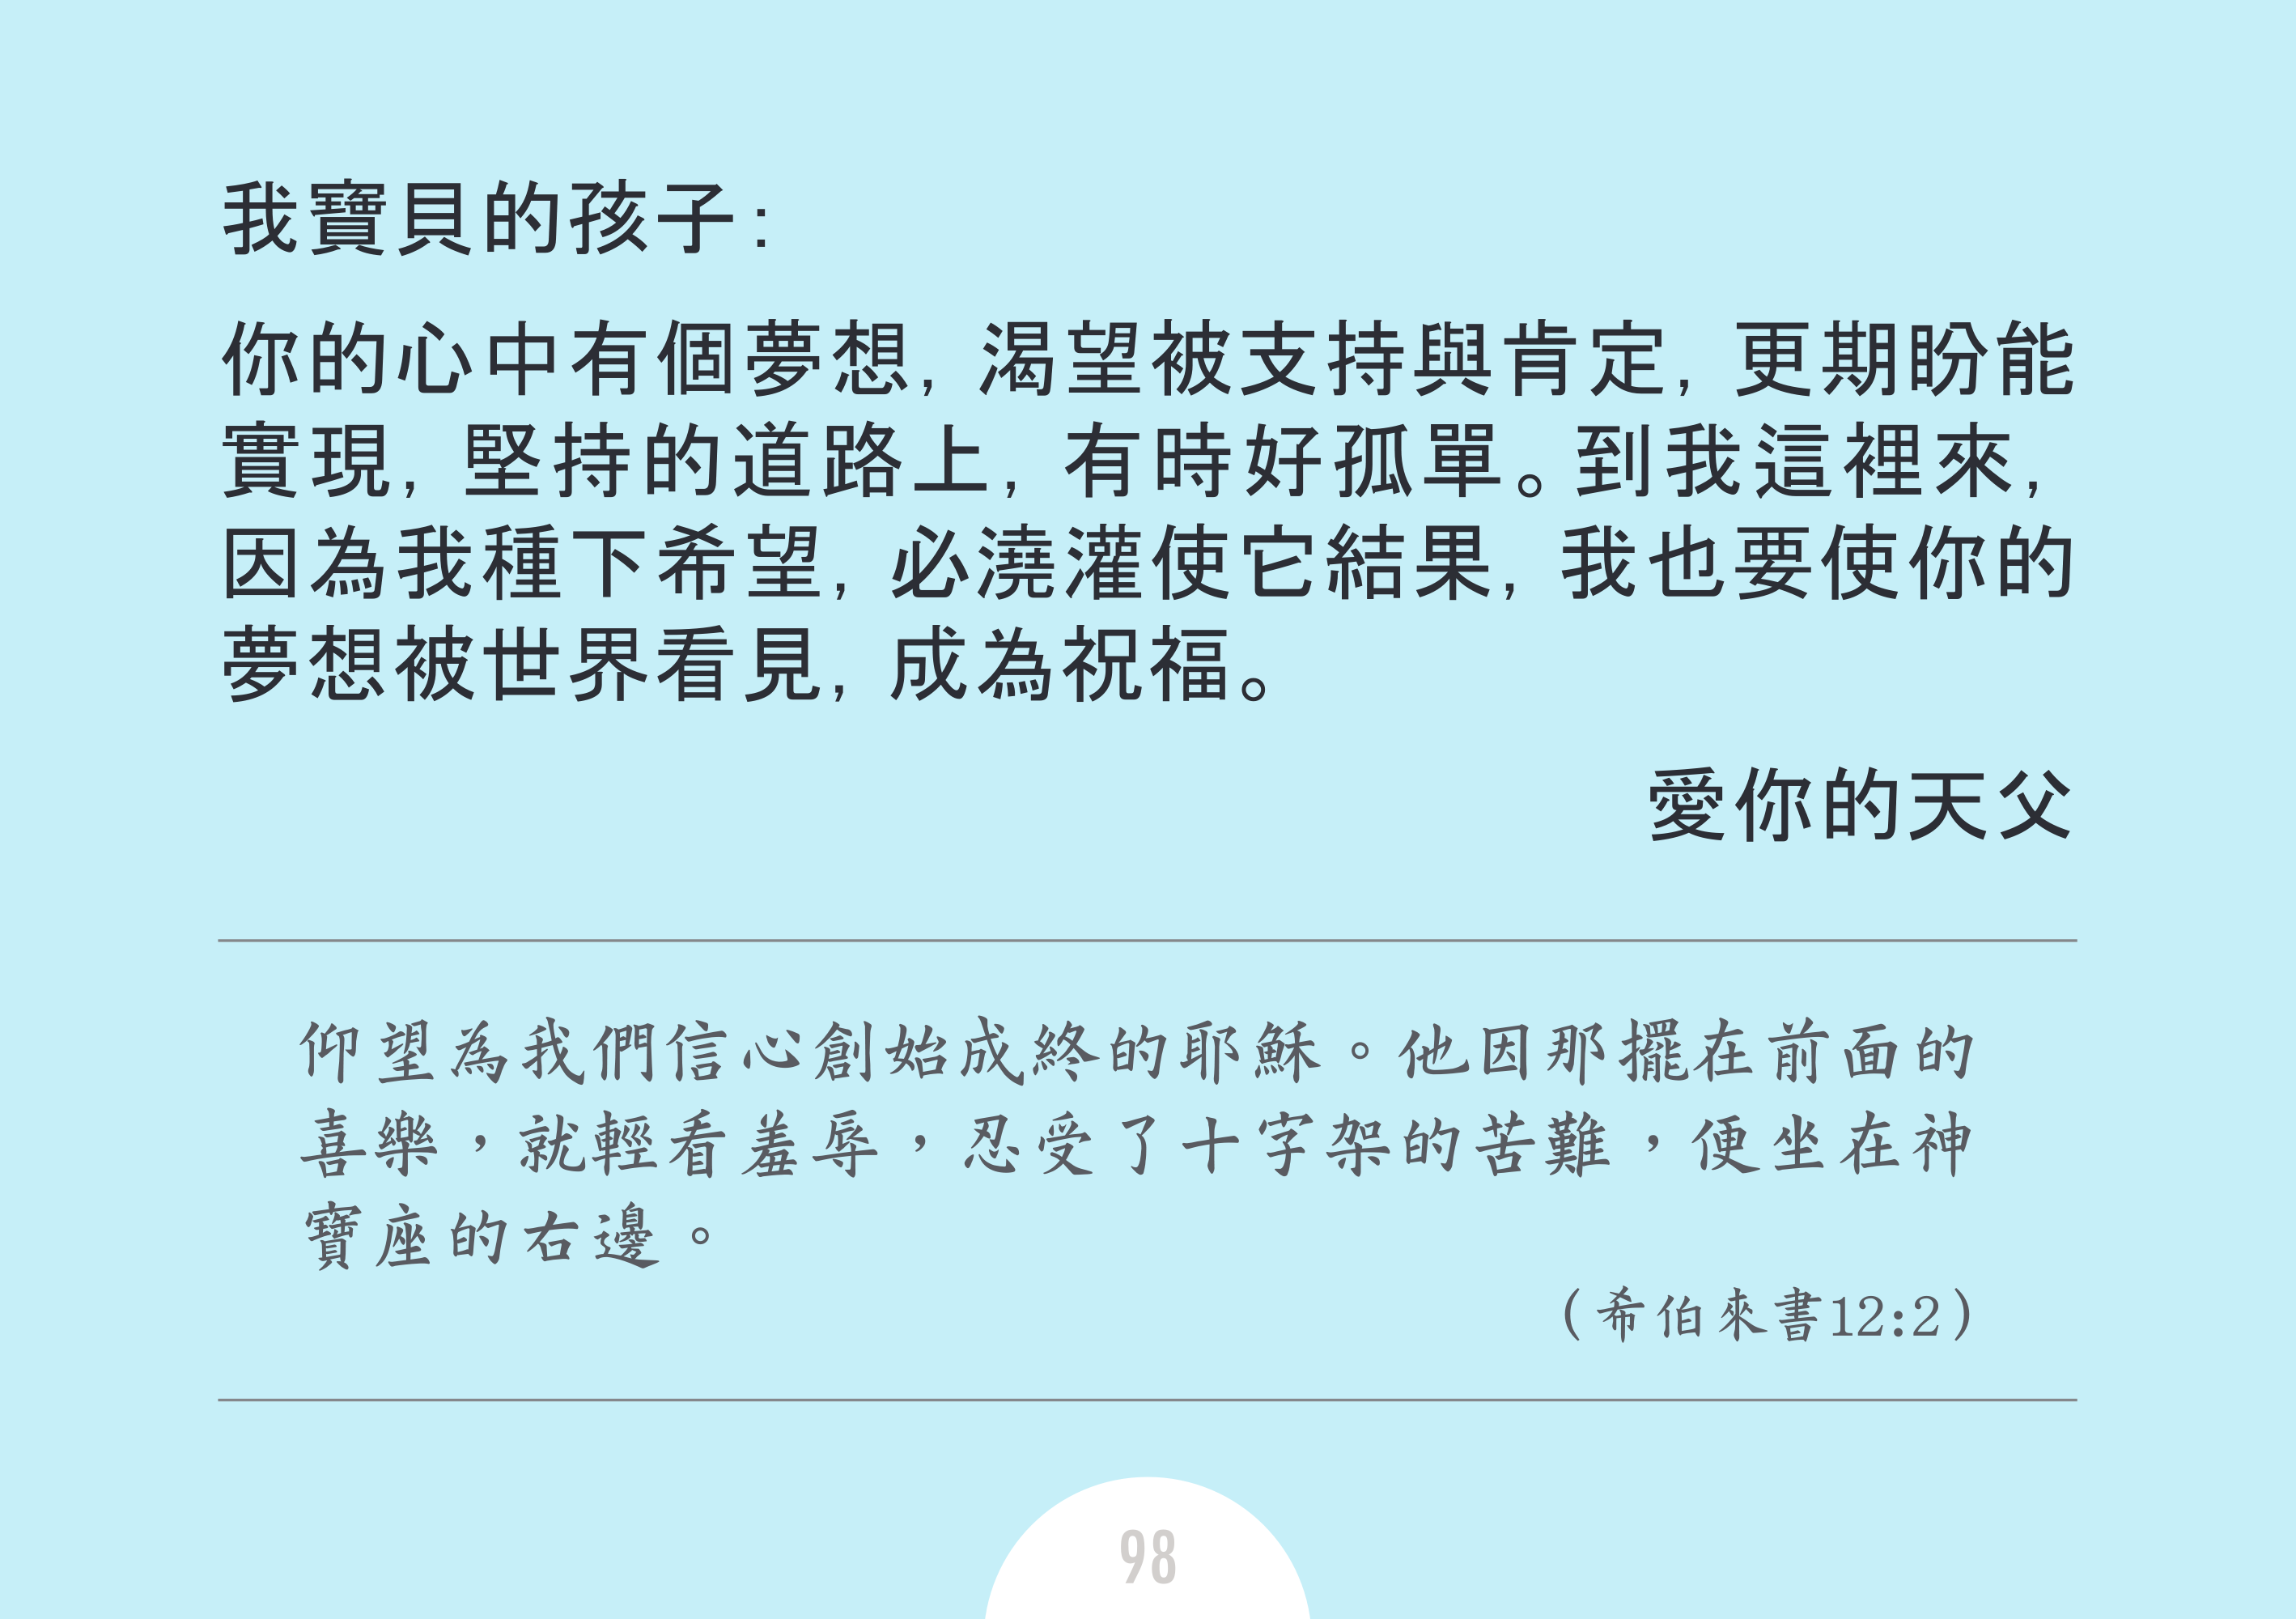 我寶貝的孩子：
你的心中有個夢想，渴望被支持與肯定，更期盼能
實現，堅持的道路上，有時好孤單。到我這裡來，
因為我種下希望，必澆灌使它結果，我也要使你的
夢想被世界看見，成為祝福。
愛你的天父
仰望為我們信心創始成終的耶穌。他因那擺在前面的
喜樂，就輕看羞辱，忍受了十字架的苦難，便坐在神
寶座的右邊。
（希伯來書12:2）
98